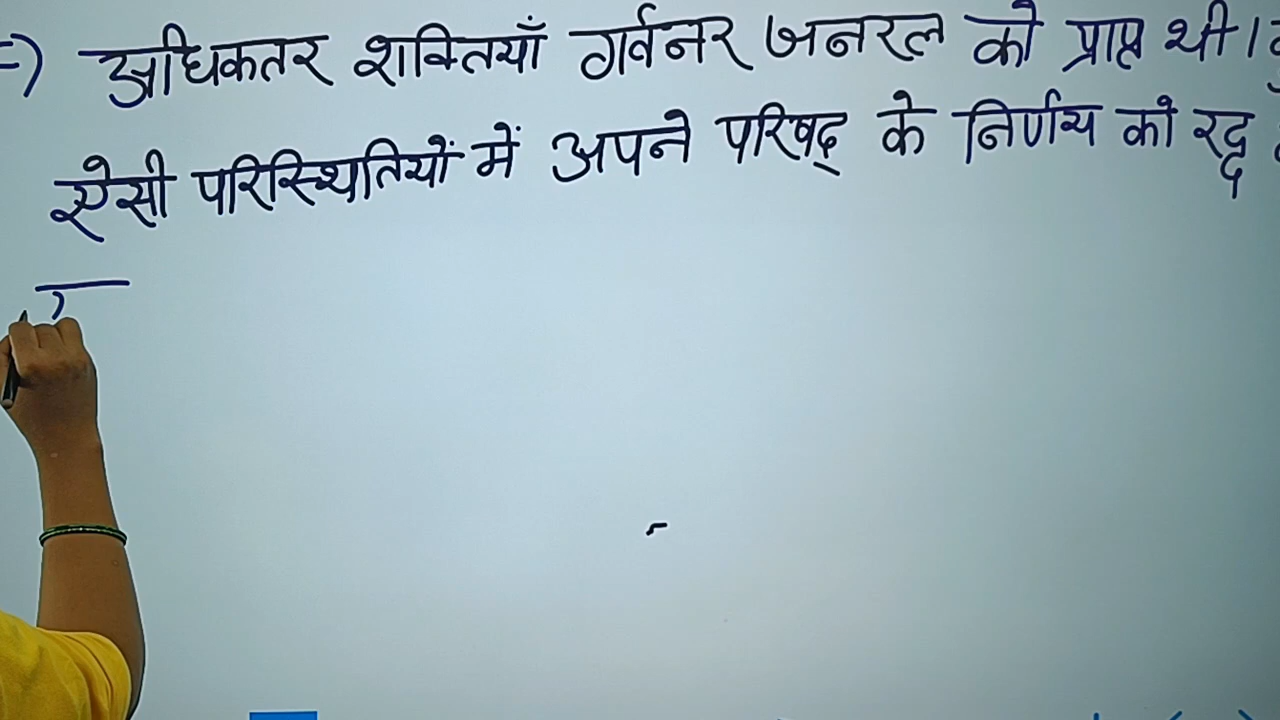 =) अधिकतर शक्तियाँ गर्वनर जनरल को प्राप्त थी।
ऐसी परिस्थितियों में अपने परिषद् के निर्णय को रद्द